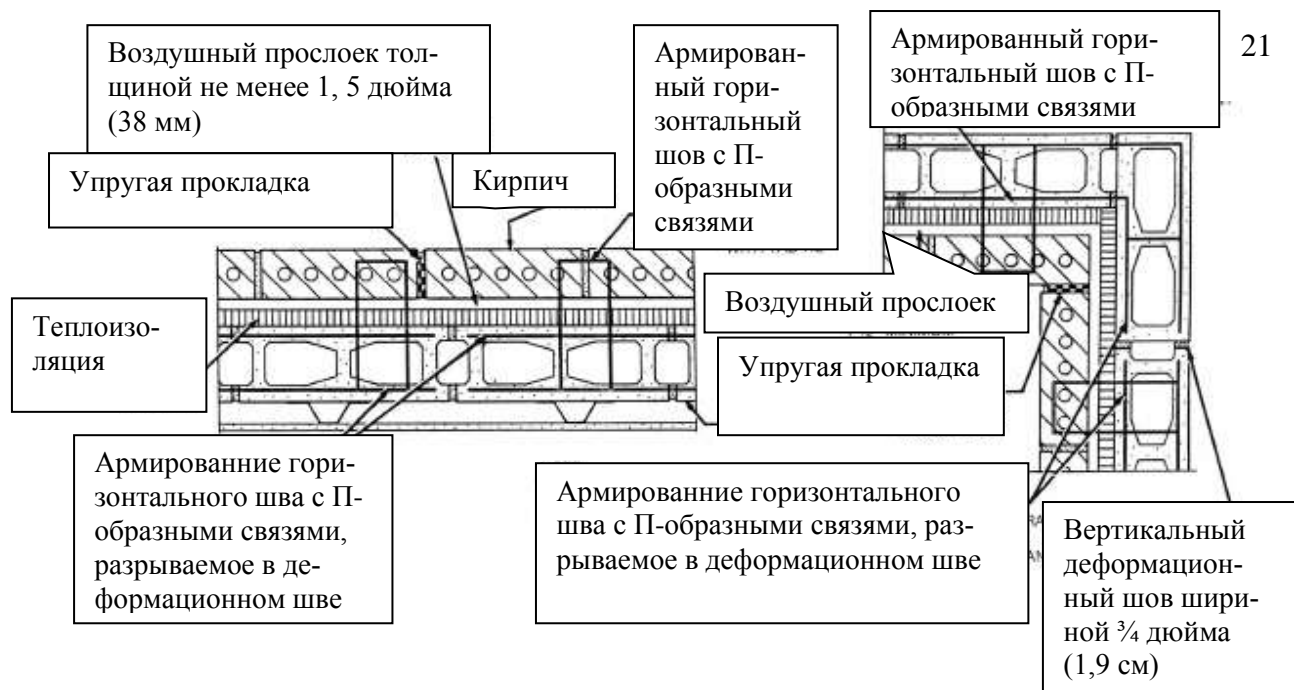 Воздушный прослоек тол-
щиной не менее 1, 5 дюйма
(38 мм)
Армирован-
ный гори-
зонтальный
шов с П-
образными
связями
Армированный гори-
зонтальный шов с П-
образными связями
21
Упругая прокладка
Кирпич
Теплоизо-
ляция
Воздушный прослоек
Упругая прокладка
Армированние гори-
зонтального шва с П-
образными связями,
разрываемое в де-
формационном шве
Армированние горизонтального
шва с П-образными связями, раз-
рываемое в деформационном шве
Вертикальный
деформацион-
ный шов шири-
ной ¾ дюйма
(1,9 см)